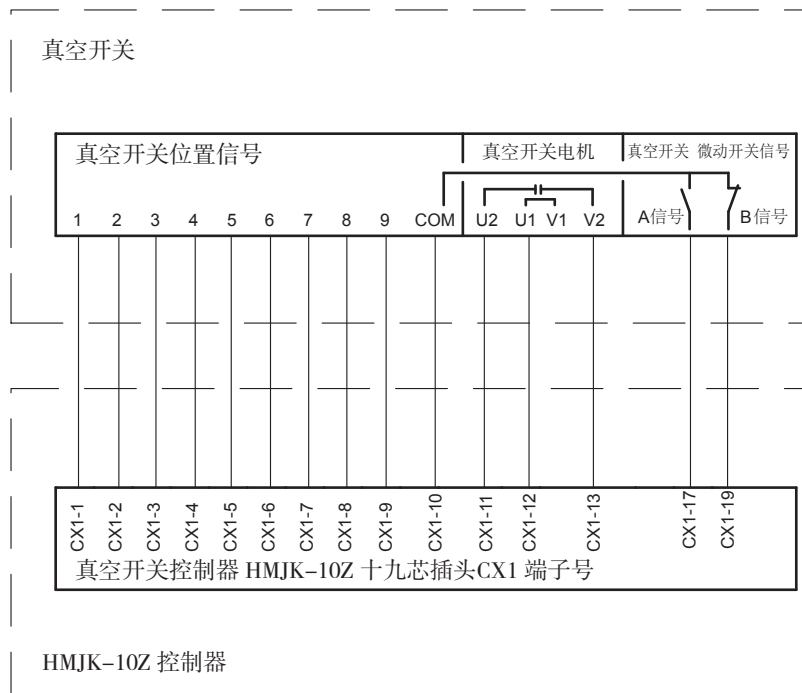 真空开关
真空开关位置信号 真空开关电机 真空开关 微动开关信号
1 2 3 4 5 6 7 8 9 COM U2 U1 V1 V2 A信号 B信号
CX1-1 CX1-2 CX1-3 CX1-4 CX1-5 CX1-6 CX1-7 CX1-8 CX1-9 CX1-10 CX1-11 CX1-12 CX1-13 CX1-17 CX1-19
真空开关控制器 HMJK-10Z 十九芯插头CX1 端子号
HMJK-10Z 控制器